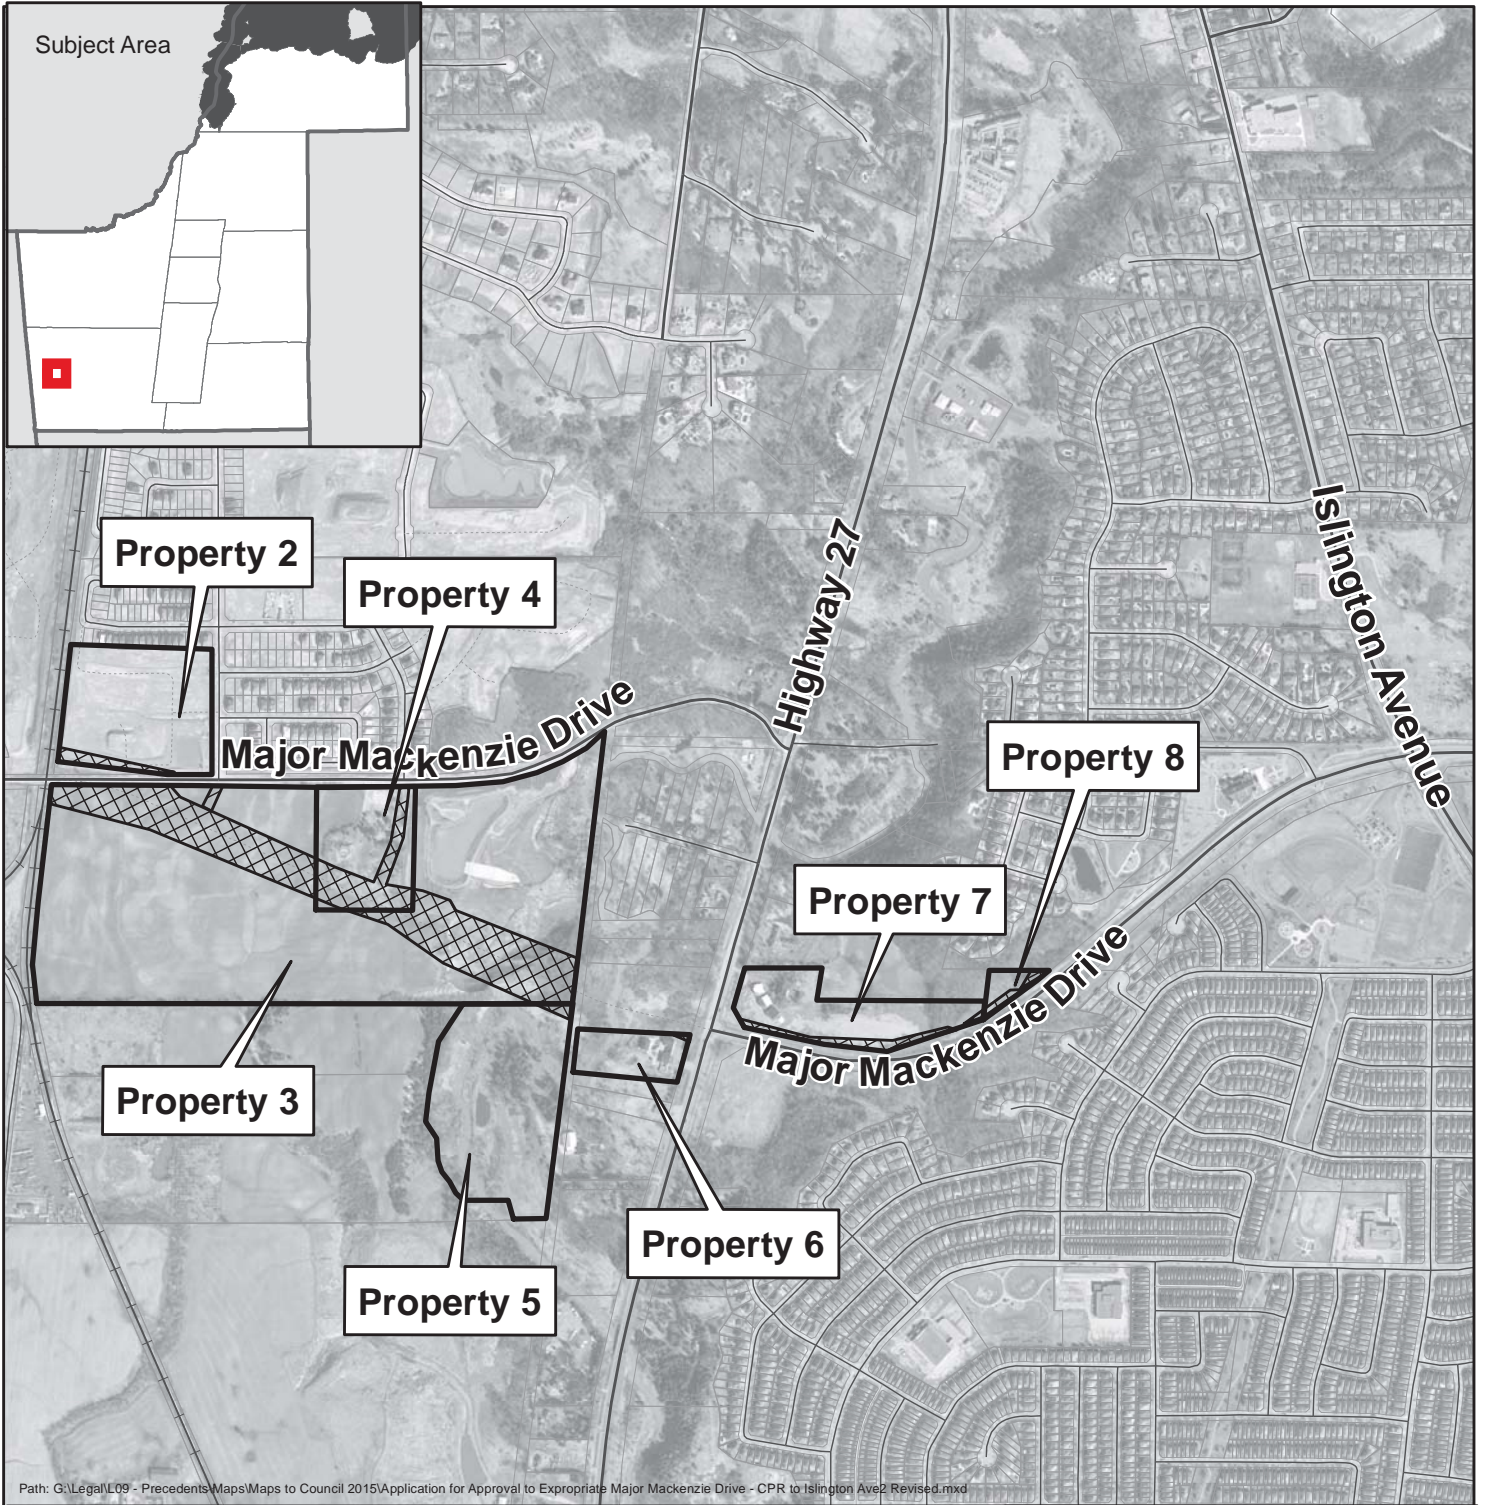 Subject Area
Property 2
Property 4
Highway 27
Islington Avenue
Major Mackenzie Drive
Property 8
Property 7
Major Mackenzie Drive
Property 3
Property 6
Property 5
Path: G:\Legal\L09 - Precedents-Maps\Maps to Council 2015\Application for Approval to Expropriate Major Mackenzie Drive - CPR to Islington Ave2 Revised.mxd